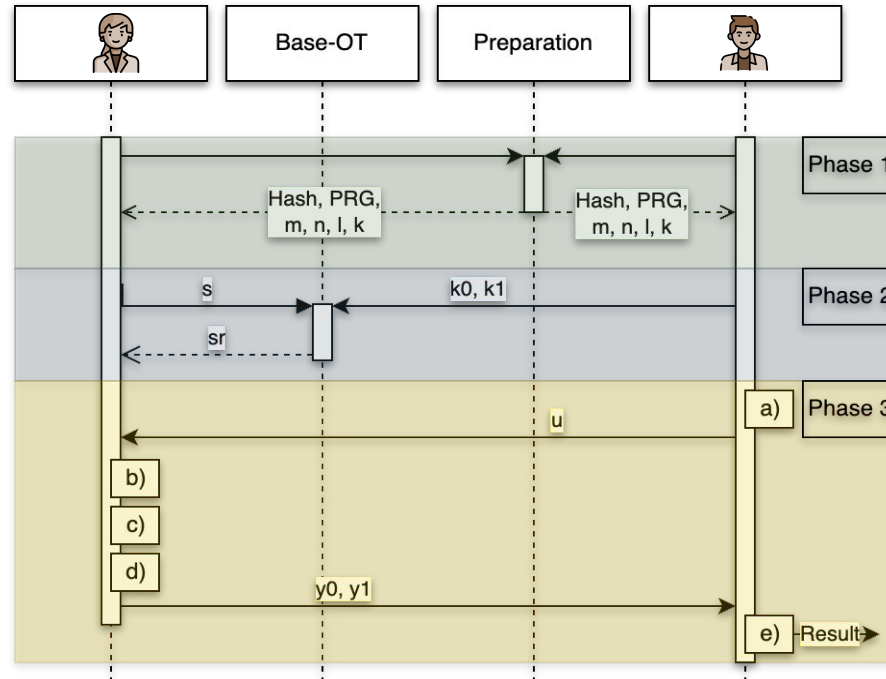 Base-OT
Preparation
Phase 1
Hash, PRG,
m, n, l, k
Hash, PRG,
m, n, l, k
Phase 2
s
k0, k1
sr
Phase 3
a)
u
b)
c)
d)
y0, y1
e)
Result